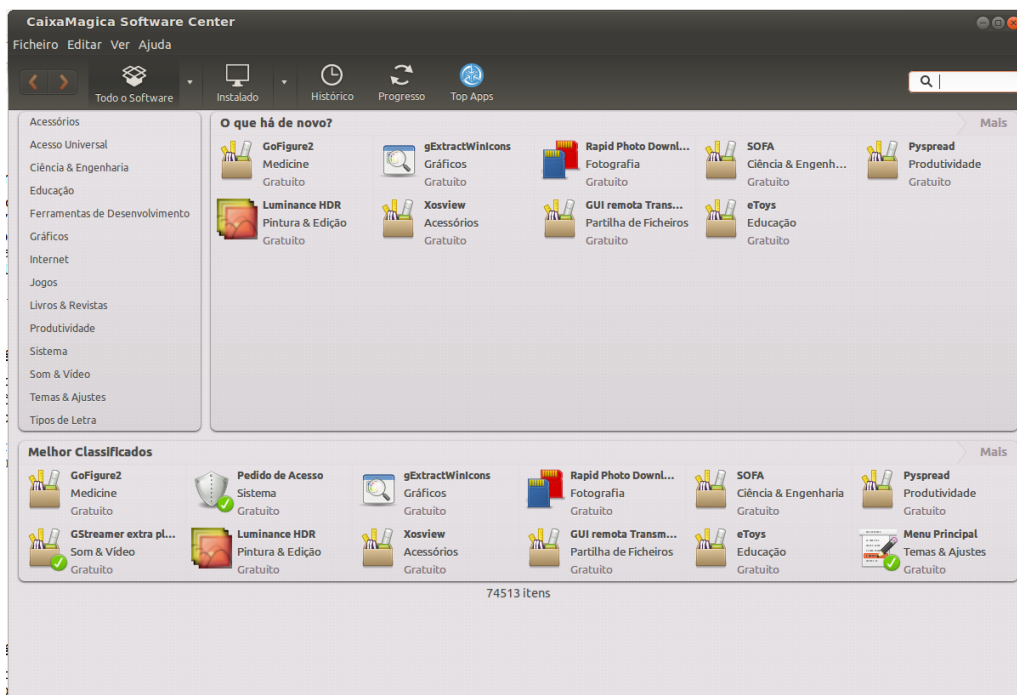 CaixaMagica Software Center
Ficheiro Editar Ver Ajuda
Todo o Software
Instalado
Histórico
Progresso
Top Apps
Acessórios
Acesso Universal
Ciência & Engenharia
Educação
Ferramentas de Desenvolvimento
Gráficos
Internet
Jogos
Livros & Revistas
Produtividade
Sistema
Som & Vídeo
Temas & Ajustes
Tipos de Letra
O que há de novo?
Mais
GoFigure2
Medicine
Gratuito
gExtractWinIcons
Gráficos
Gratuito
Rapid Photo Downl...
Fotografia
Gratuito
SOFA
Ciência & Engenh...
Gratuito
Pyspread
Produtividade
Gratuito
Luminance HDR
Pintura & Edição
Gratuito
Xosview
Acessórios
Gratuito
GUI remota Trans...
Partilha de Ficheiros
Gratuito
eToys
Educação
Gratuito
Melhor Classificados
Mais
GoFigure2
Medicine
Gratuito
Pedido de Acesso
Sistema
Gratuito
gExtractWinIcons
Gráficos
Gratuito
Rapid Photo Downl...
Fotografia
Gratuito
SOFA
Ciência & Engenharia
Gratuito
Pyspread
Produtividade
Gratuito
GStreamer extra pl...
Som & Vídeo
Gratuito
Luminance HDR
Pintura & Edição
Gratuito
Xosview
Acessórios
Gratuito
GUI remota Transm...
Partilha de Ficheiros
Gratuito
eToys
Educação
Gratuito
Menu Principal
Temas & Ajustes
Gratuito
74513 itens